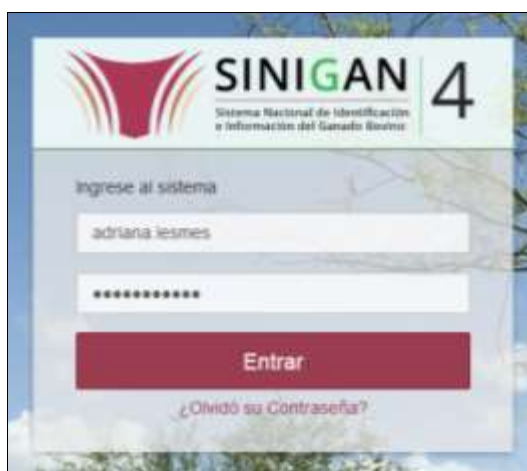 SINIGAN 4
Sistema Nacional de Identificación
e Información del Ganado Bovino
Ingrese al sistema
adriana lesmes
•••••••••••
Entrar
¿Olvidó su Contraseña?